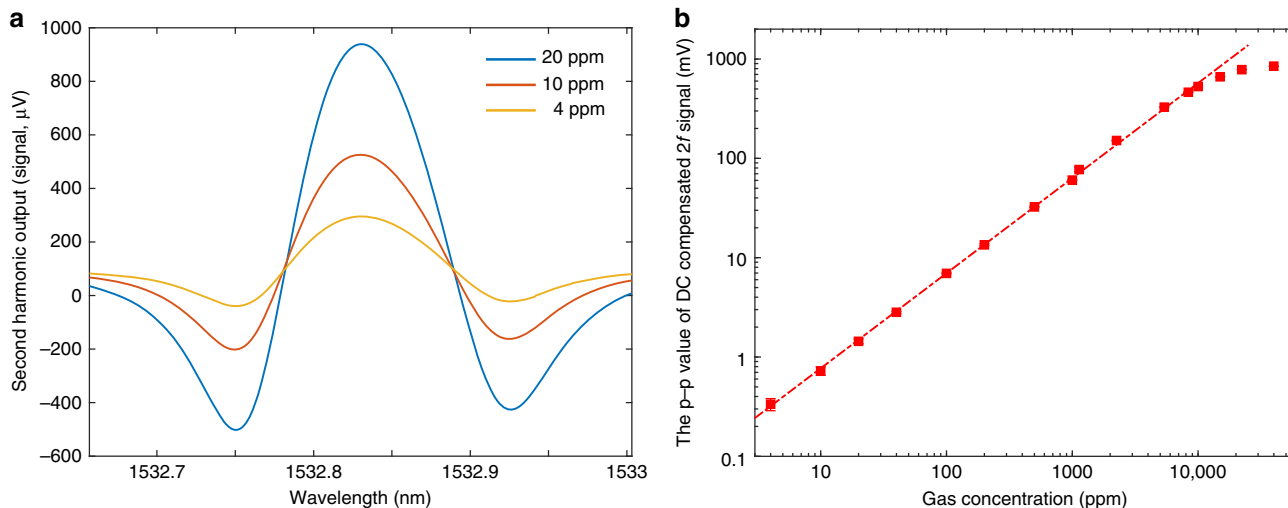 a
Second harmonic output (signal, μV)
1000
800
600
400
200
0
–200
–400
–600
20 ppm
10 ppm
4 ppm
1532.7
1532.8
1532.9
1533
Wavelength (nm)
b
The p–p value of DC compensated 2f signal (mV)
1000
100
10
1
0.1
10
100
1000
10,000
Gas concentration (ppm)